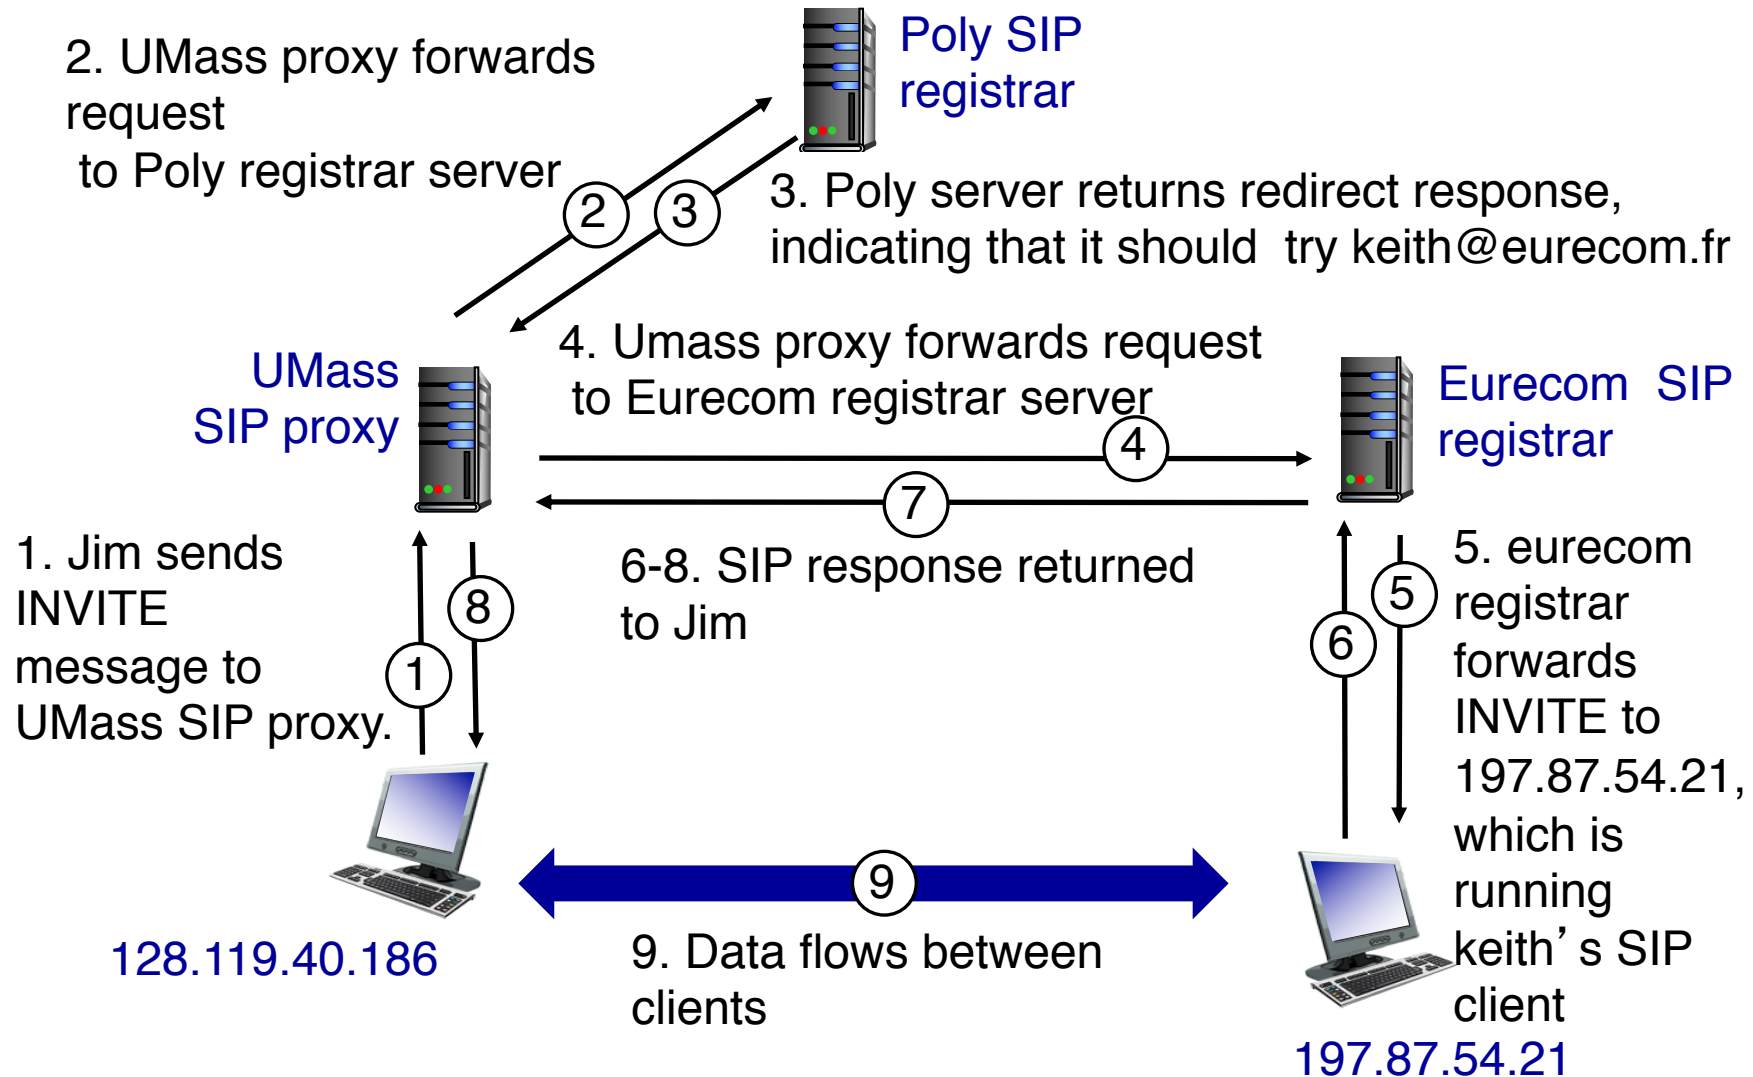 2. UMass proxy forwards
request
to Poly registrar server
Poly SIP
registrar
2
3
3. Poly server returns redirect response,
indicating that it should  try keith@eurecom.fr
UMass
SIP proxy
4. Umass proxy forwards request
to Eurecom registrar server
4
7
Eurecom  SIP
registrar
1. Jim sends
INVITE
message to
UMass SIP proxy.
1
8
6-8. SIP response returned
to Jim
6
5
5. eurecom
registrar
forwards
INVITE to
197.87.54.21,
which is
running
keith’s SIP
client
9
128.119.40.186
9. Data flows between
clients
197.87.54.21